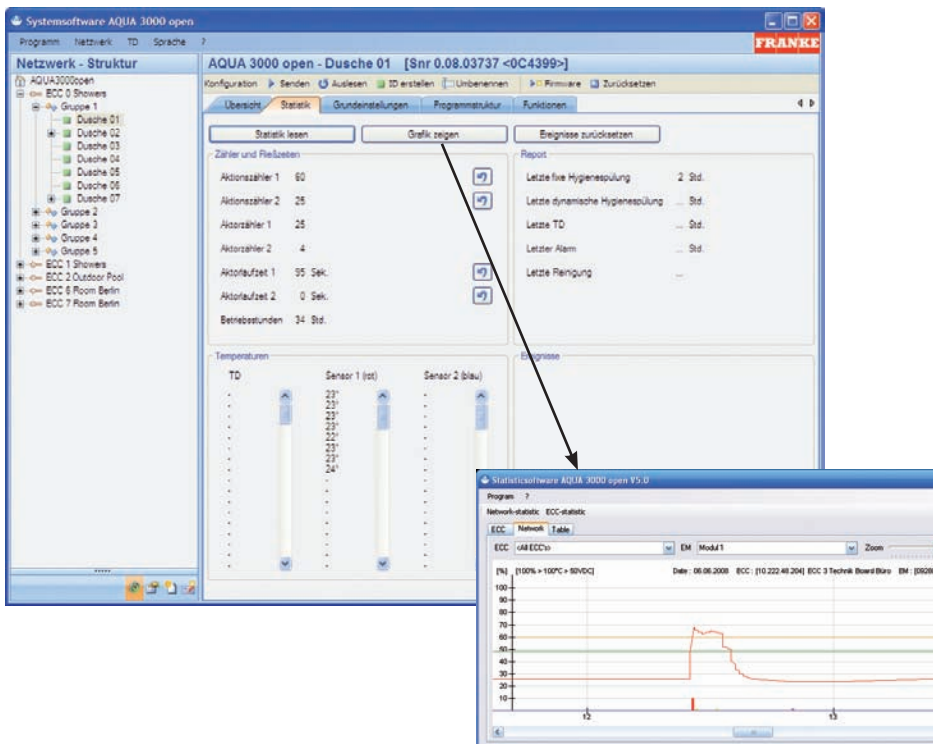 Systemsoftware AQUA 3000 open
Programm Netzwerk TD Sprache ?
FRANKE
Netzwerk - Struktur
AQUA3000open
ECC 0 Showers
Gruppe 1
Dusche 01
Dusche 02
Dusche 03
Dusche 04
Dusche 05
Dusche 06
Dusche 07
Gruppe 2
Gruppe 3
Gruppe 4
Gruppe 5
ECC 1 Showers
ECC 2 Outdoor Pool
ECC 6 Room Berlin
ECC 7 Room Berlin
AQUA 3000 open - Dusche 01 [Snr 0.08.03737 <0C4399>]
Konfiguration Senden Auslesen ID erstellen Umbenennen Firmware Zurücksetzen
Übersicht Statistik Grundeinstellungen Programmstruktur Funktionen
Statistik lesen Grafik zeigen Ereignisse zurücksetzen
Zähler und Fließzeiten
Aktionszähler 1 60
Aktionszähler 2 25
Aktorzähler 1 25
Aktorzähler 2 4
Aktorlaufzeit 1 95 Sek.
Aktorlaufzeit 2 0 Sek.
Betriebsstunden 34 Std.
Report
Letzte fixe Hygienespülung 2 Std.
Letzte dynamische Hygienespülung ... Std.
Letzte TD ... Std.
Letzter Alarm ... Std.
Letzte Reinigung ...
Temperaturen
TD Sensor 1 (rot) Sensor 2 (blau)
- 23° -
- 23° -
- 23° -
- 23° -
- 22° -
- 23° -
- 23° -
- 24° -
- - -
- - -
- - -
- - -
- - -
- - -
- - -
- - -
Ereignisse
Statisticsoftware AQUA 3000 open V5.0
Program ?
Network-statistic ECC-statistic
ECC Network Table
ECC <All ECC's> EM Modul 1 Zoom
[%] [100% > 100°C > 50VDC] Date : 06.06.2008 ECC : [10.222.48.204] ECC 3 Technik Board Büro EM :
100
90
80
70
60
50
40
30
20
10
12 13